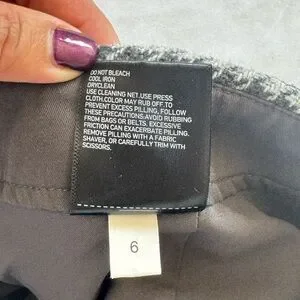 DO NOT BLEACH
COOL IRON
DRYCLEAN
USE CLEANING NET.USE PRESS
CLOTH.COLOR MAY RUB OFF.TO
PREVENT EXCESS PILLING, FOLLOW
THESE PRECAUTIONS.AVOID RUBBING
FROM BAGS OR BELTS. EXCESSIVE
FRICTION CAN EXACERBATE PILLING.
REMOVE PILLING WITH A FABRIC
SHAVER, OR CAREFULLY TRIM WITH
SCISSORS.
6